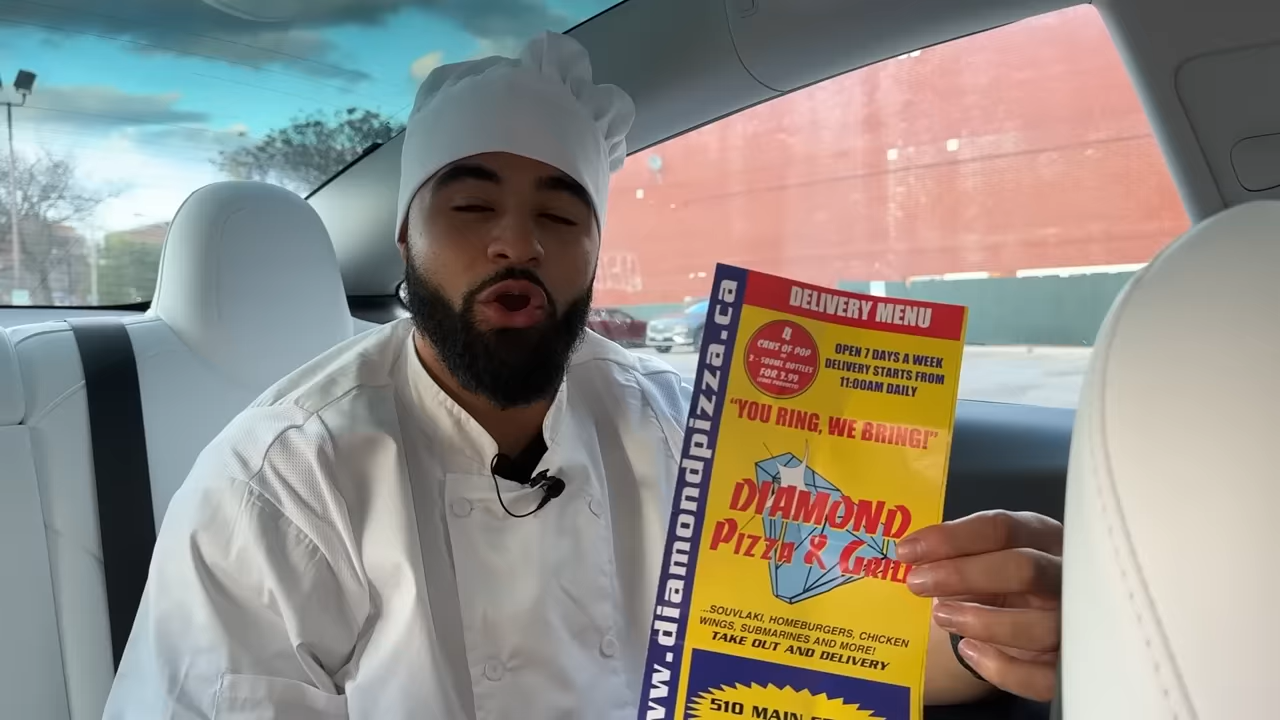 www.diamondpizza.ca
DELIVERY MENU
4
CANS OF POP
or
2 - 500ML BOTTLES
FOR 3.99
OPEN 7 DAYS A WEEK
DELIVERY STARTS FROM
11:00AM DAILY
"YOU RING, WE BRING!"
DIAMOND
PIZZA & GRILL
...SOUVLAKI, HOMEBURGERS, CHICKEN
WINGS, SUBMARINES AND MORE!
TAKE OUT AND DELIVERY
510 MAIN